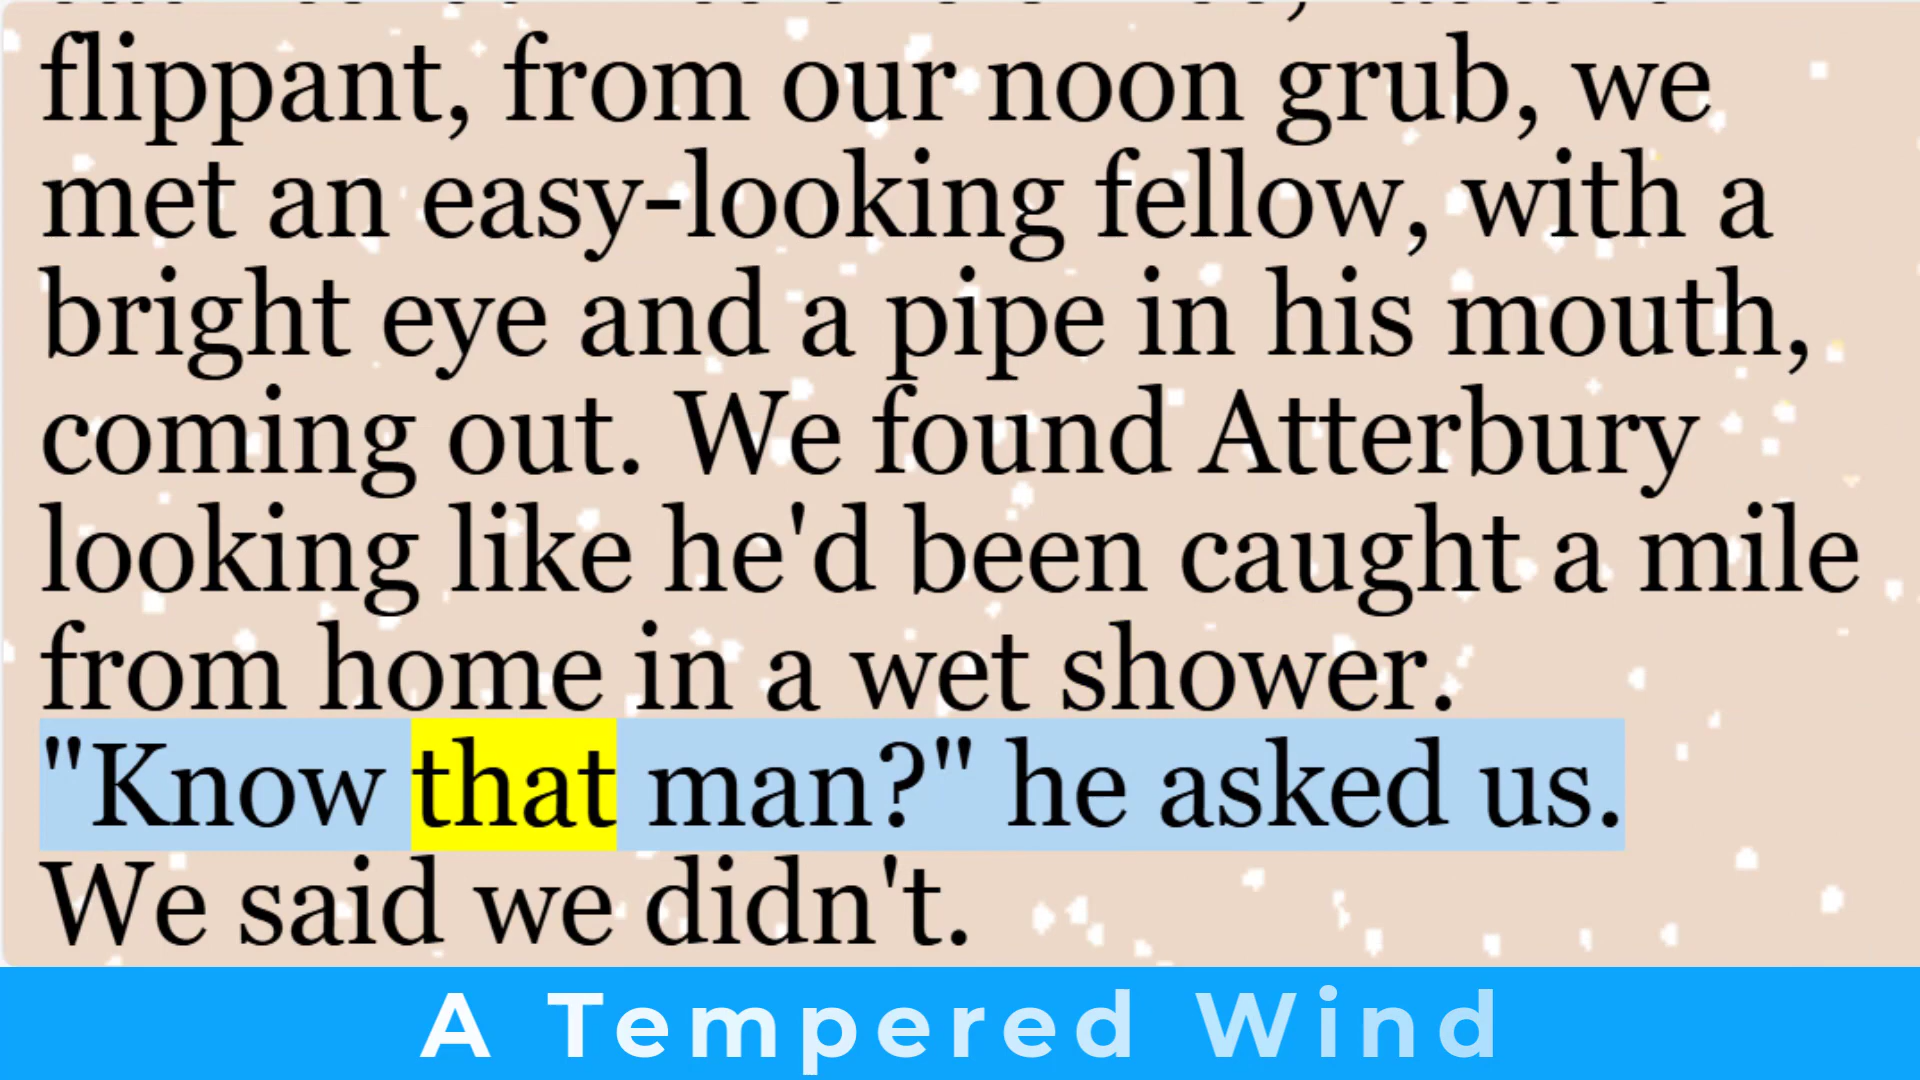 flippant, from our noon grub, we
met an easy-looking fellow, with a
bright eye and a pipe in his mouth,
coming out. We found Atterbury
looking like he'd been caught a mile
from home in a wet shower.
"Know that man?" he asked us.
We said we didn't.
A Tempered Wind